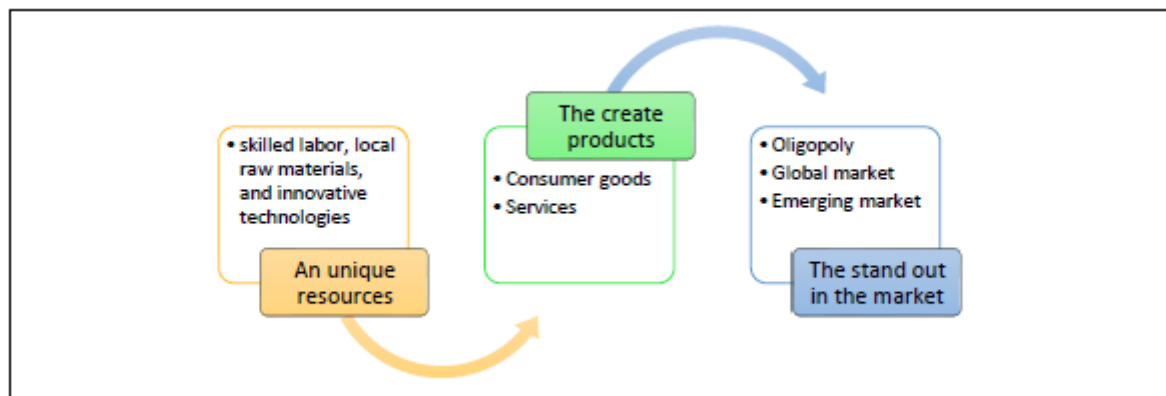 • skilled labor, local
raw materials,
and innovative
technologies
An unique
resources
The create
products
• Consumer goods
• Services
• Oligopoly
• Global market
• Emerging market
The stand out
in the market